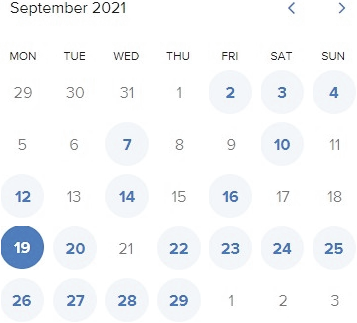 September 2021
MON TUE WED THU FRI SAT SUN
29 30 31 1 2 3 4
5 6 7 8 9 10 11
12 13 14 15 16 17 18
19 20 21 22 23 24 25
26 27 28 29 1 2 3